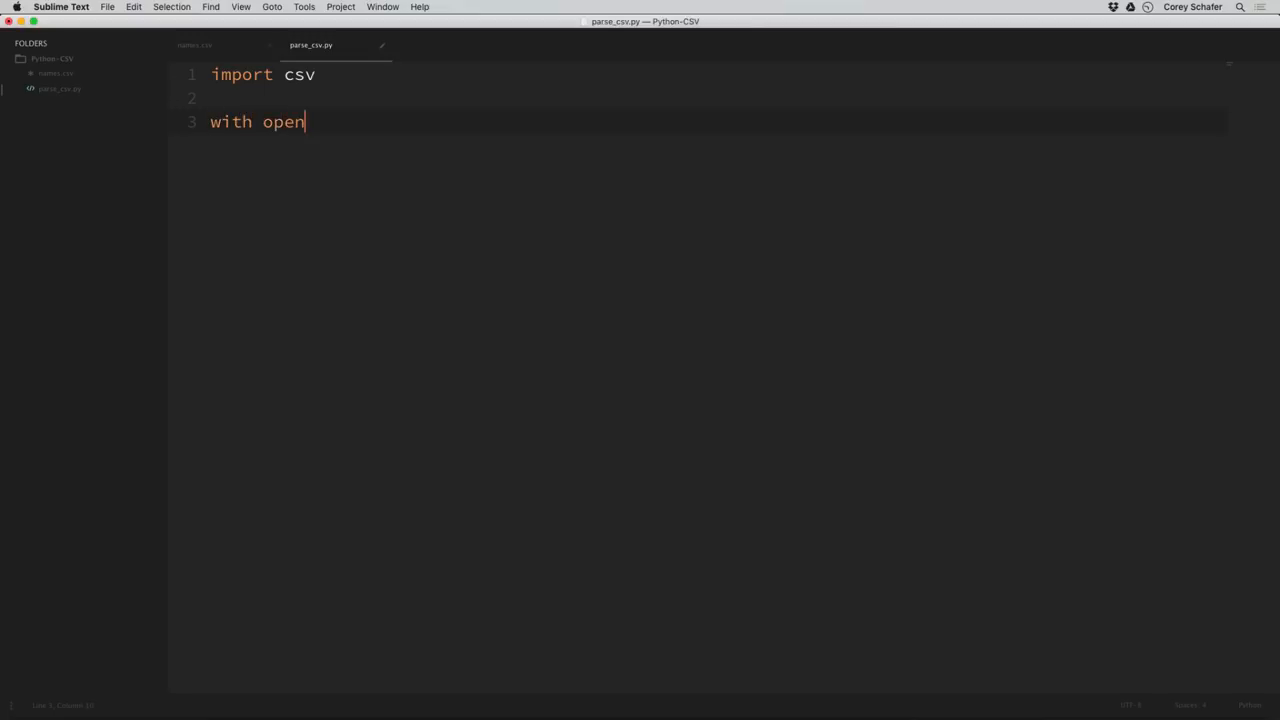 Sublime Text File Edit Selection Find View Goto Tools Project Window Help Corey Schafer
parse_csv.py — Python-CSV
FOLDERS
Python-CSV
names.csv
parse_csv.py
names.csv parse_csv.py
1 import csv
2
3 with open
Line 3, Column 10 UTF-8 Spaces: 4 Python